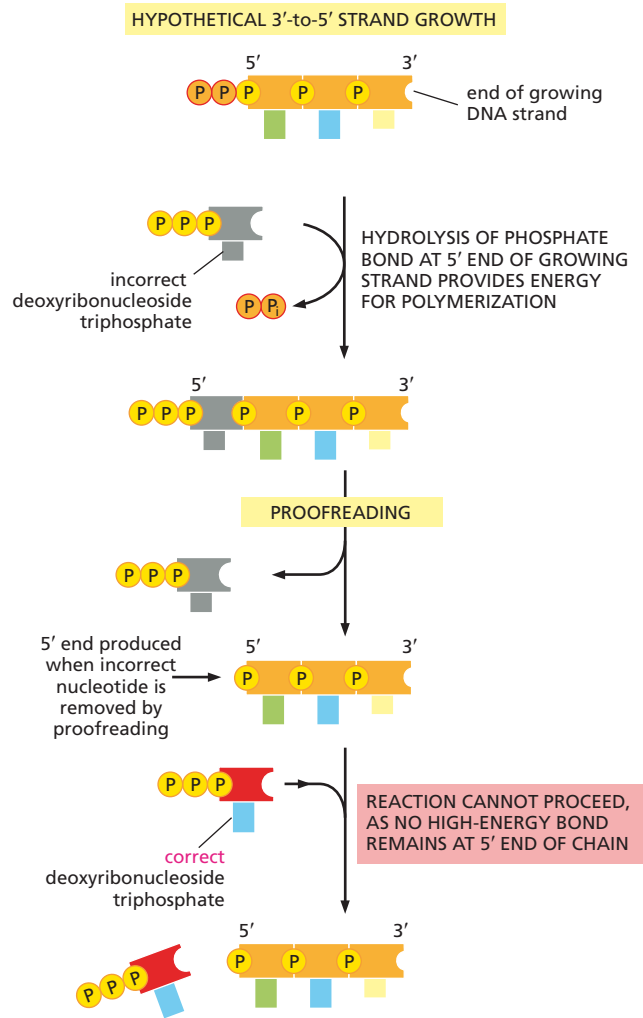 HYPOTHETICAL 3′-to-5′ STRAND GROWTH
5′ 3′
P P P P P
end of growing
DNA strand
P P P
incorrect
deoxyribonucleoside
triphosphate
P Pi
HYDROLYSIS OF PHOSPHATE
BOND AT 5′ END OF GROWING
STRAND PROVIDES ENERGY
FOR POLYMERIZATION
5′ 3′
P P P P P P
PROOFREADING
P P P
5′ end produced
when incorrect
nucleotide is
removed by
proofreading
5′ 3′
P P P
P P P
correct
deoxyribonucleoside
triphosphate
REACTION CANNOT PROCEED,
AS NO HIGH-ENERGY BOND
REMAINS AT 5′ END OF CHAIN
5′ 3′
P P P
P P P